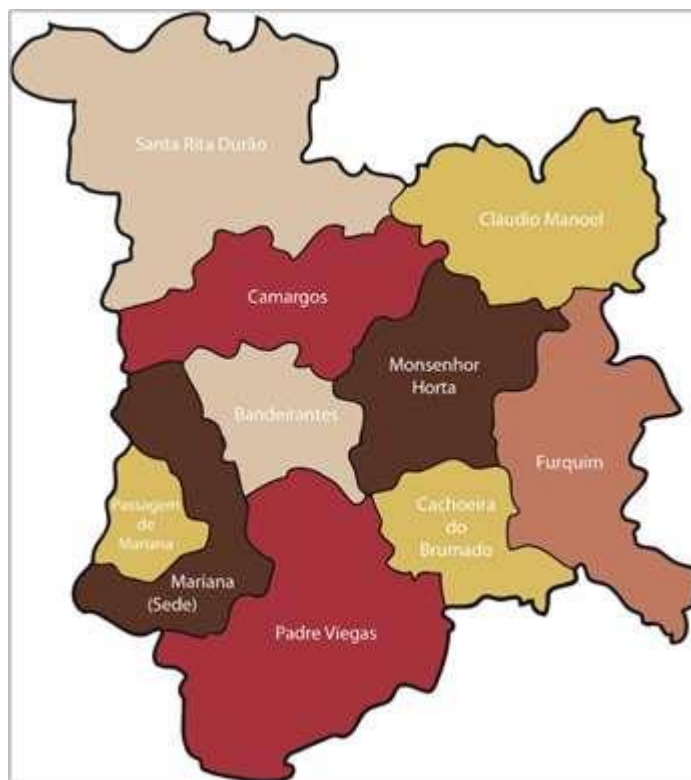 Santa Rita Durão
Cláudio Manoel
Camargos
Monsenhor
Horta
Bandeirantes
Furquim
Passagem
de
Mariana
Cachoeira
do
Brumado
Mariana
(Sede)
Padre Viegas